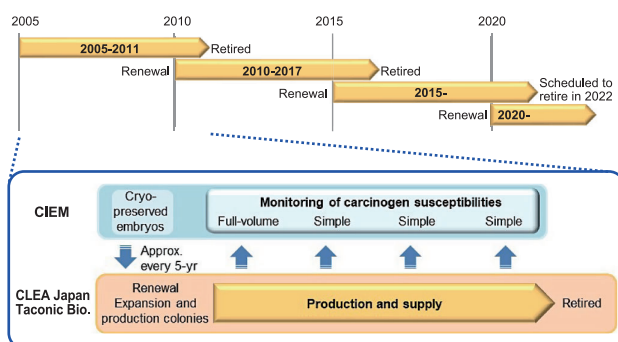 2005 2010 2015 2020
2005-2011 Retired
Renewal 2010-2017 Retired
Renewal 2015- Scheduled to
retire in 2022
Renewal 2020-
CIEM
Cryo-
preserved
embryos
Monitoring of carcinogen susceptibilities
Full-volume Simple Simple Simple
Approx.
every 5-yr
CLEA Japan
Taconic Bio.
Renewal
Expansion and
production colonies
Production and supply
Retired